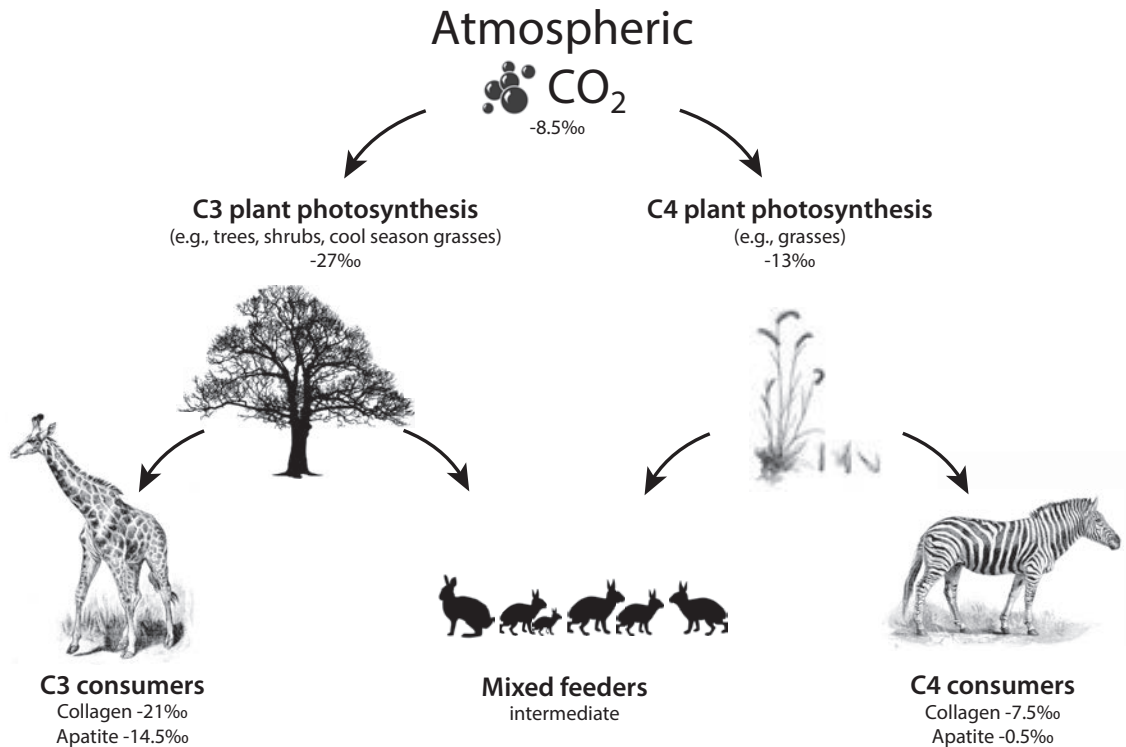 Atmospheric
CO₂
-8.5‰
C3 plant photosynthesis
(e.g., trees, shrubs, cool season grasses)
-27‰
C4 plant photosynthesis
(e.g., grasses)
-13‰
C3 consumers
Collagen -21‰
Apatite -14.5‰
Mixed feeders
intermediate
C4 consumers
Collagen -7.5‰
Apatite -0.5‰